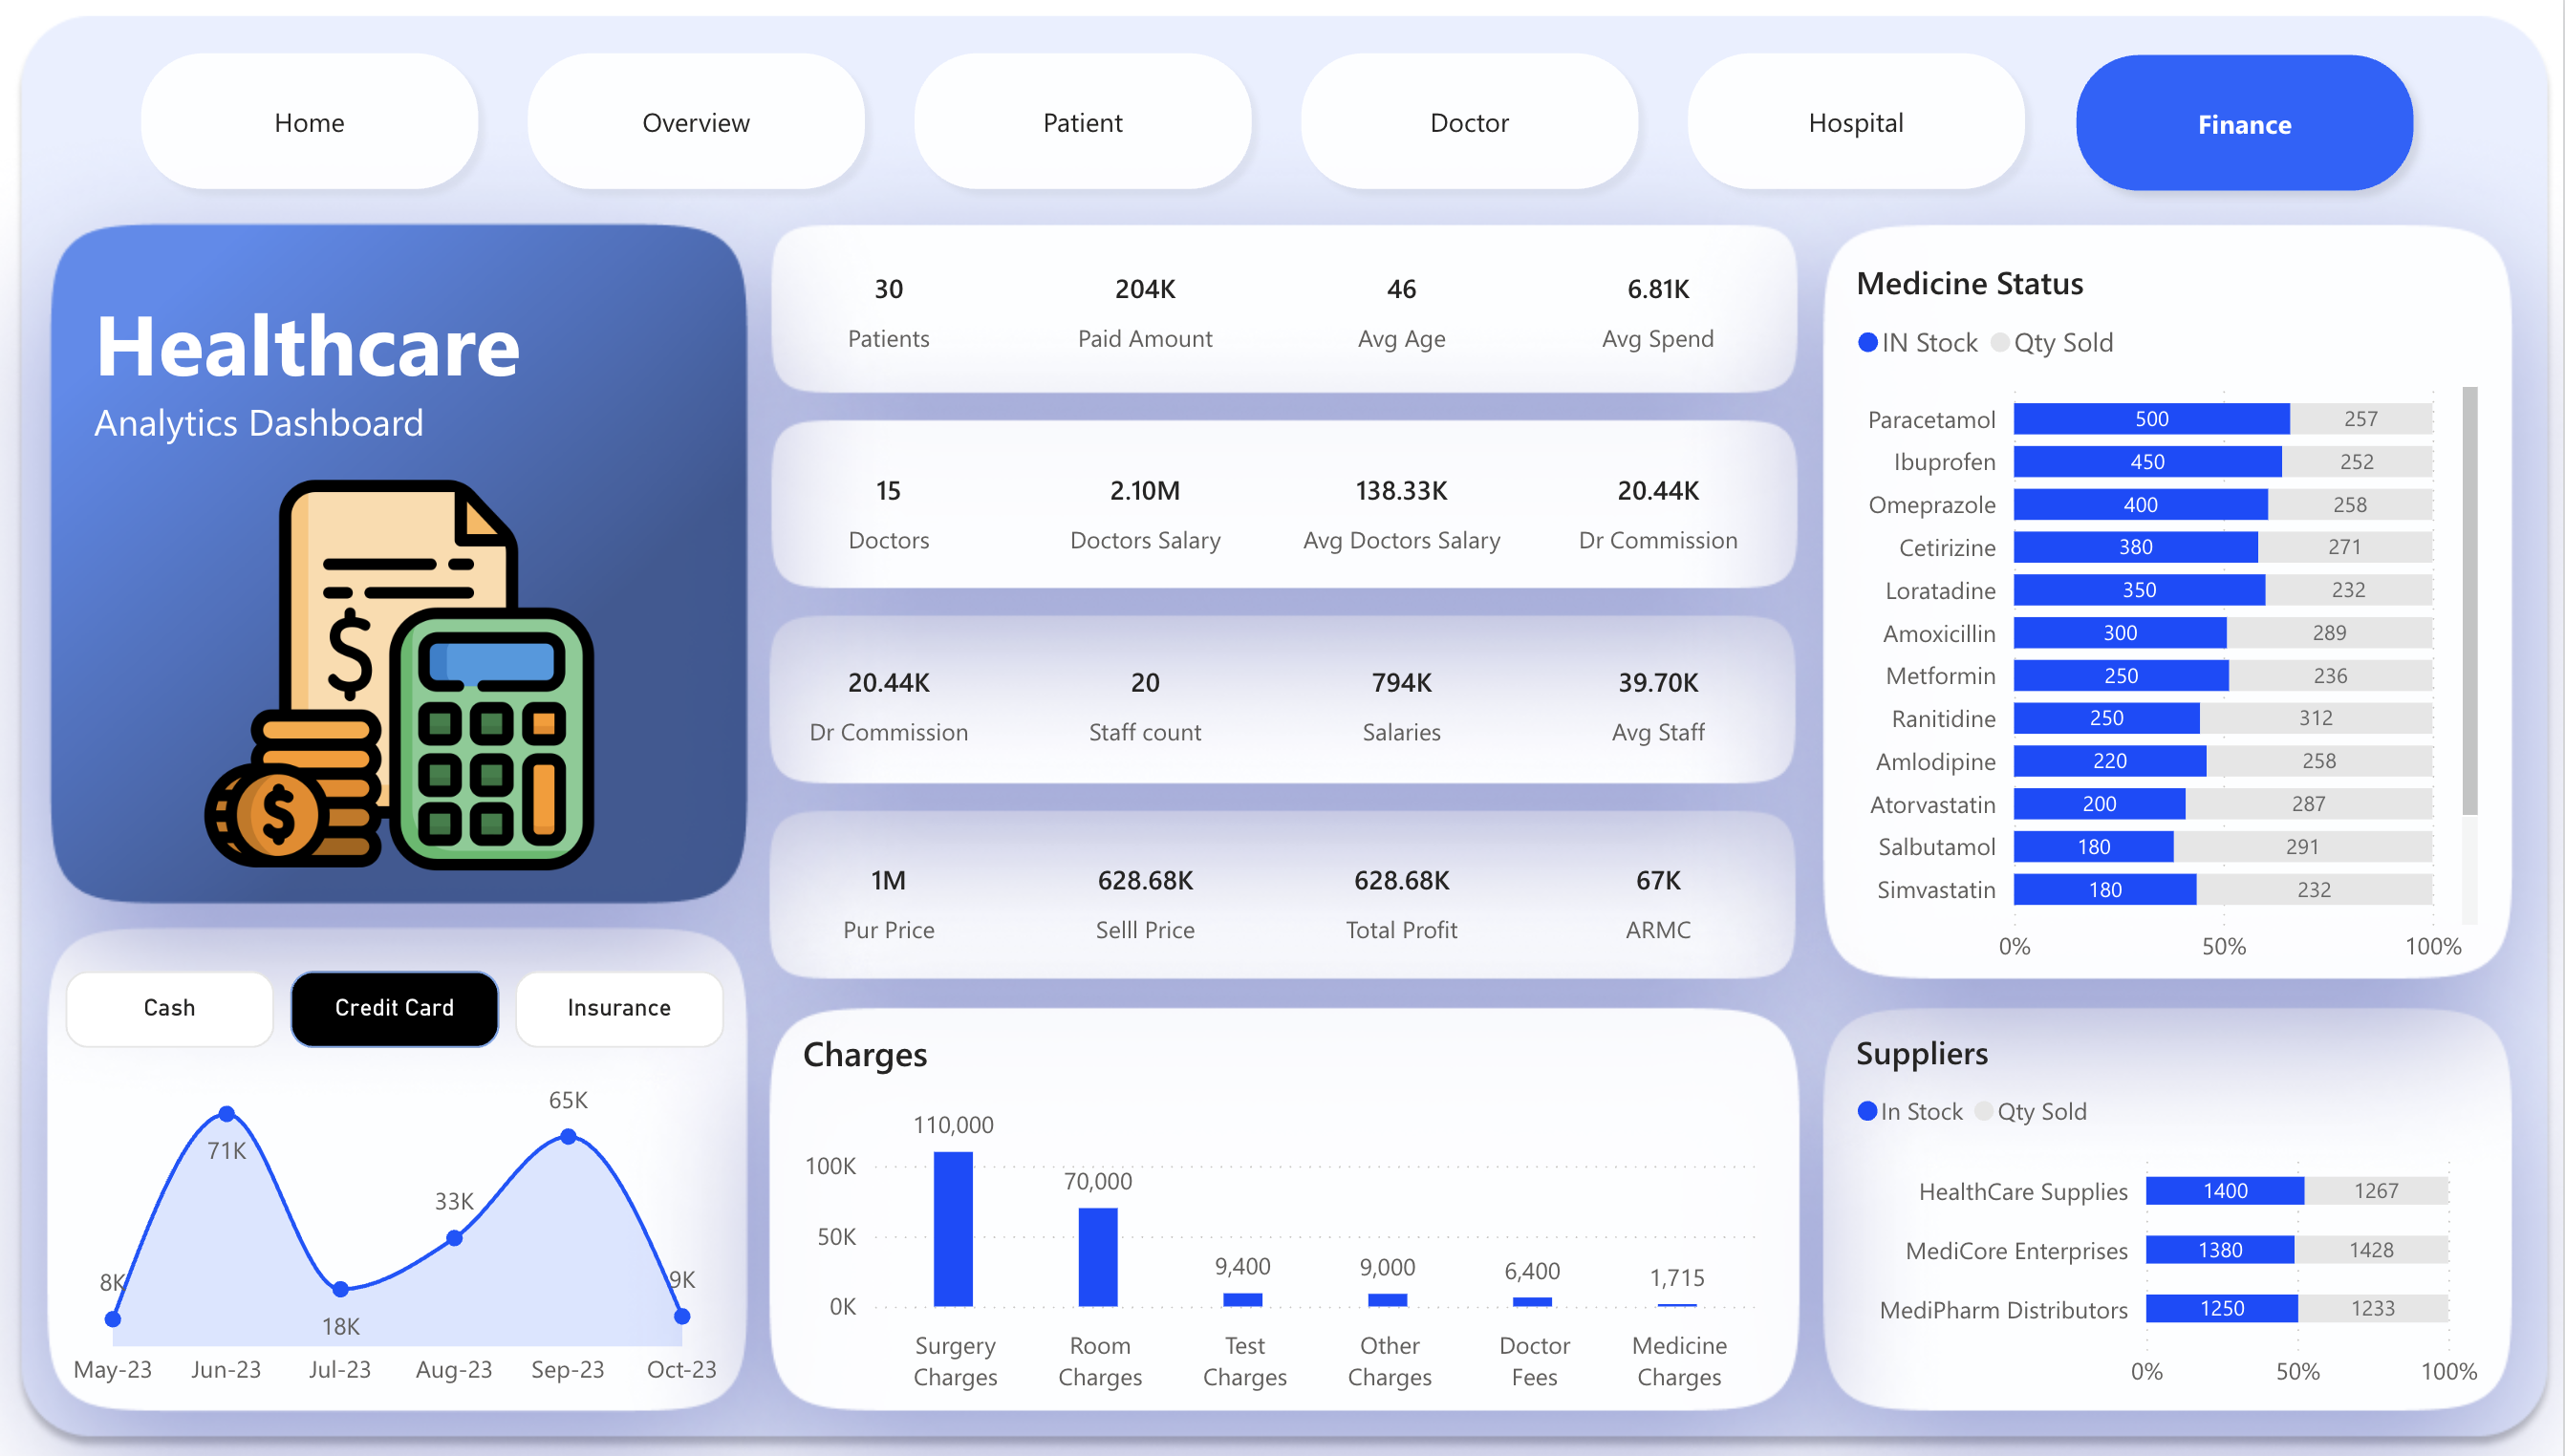 Home
Overview
Patient
Doctor
Hospital
Finance
Healthcare
Analytics Dashboard
$
$
Cash
Credit Card
Insurance
8K
71K
18K
33K
65K
9K
May-23
Jun-23
Jul-23
Aug-23
Sep-23
Oct-23
30
Patients
204K
Paid Amount
46
Avg Age
6.81K
Avg Spend
15
Doctors
2.10M
Doctors Salary
138.33K
Avg Doctors Salary
20.44K
Dr Commission
20.44K
Dr Commission
20
Staff count
794K
Salaries
39.70K
Avg Staff
1M
Pur Price
628.68K
Selll Price
628.68K
Total Profit
67K
ARMC
Charges
100K
50K
0K
110,000
70,000
9,400
9,000
6,400
1,715
Surgery
Charges
Room
Charges
Test
Charges
Other
Charges
Doctor
Fees
Medicine
Charges
Medicine Status
IN Stock Qty Sold
Paracetamol 500 257
Ibuprofen 450 252
Omeprazole 400 258
Cetirizine 380 271
Loratadine 350 232
Amoxicillin 300 289
Metformin 250 236
Ranitidine 250 312
Amlodipine 220 258
Atorvastatin 200 287
Salbutamol 180 291
Simvastatin 180 232
0% 50% 100%
Suppliers
In Stock Qty Sold
HealthCare Supplies 1400 1267
MediCore Enterprises 1380 1428
MediPharm Distributors 1250 1233
0% 50% 100%